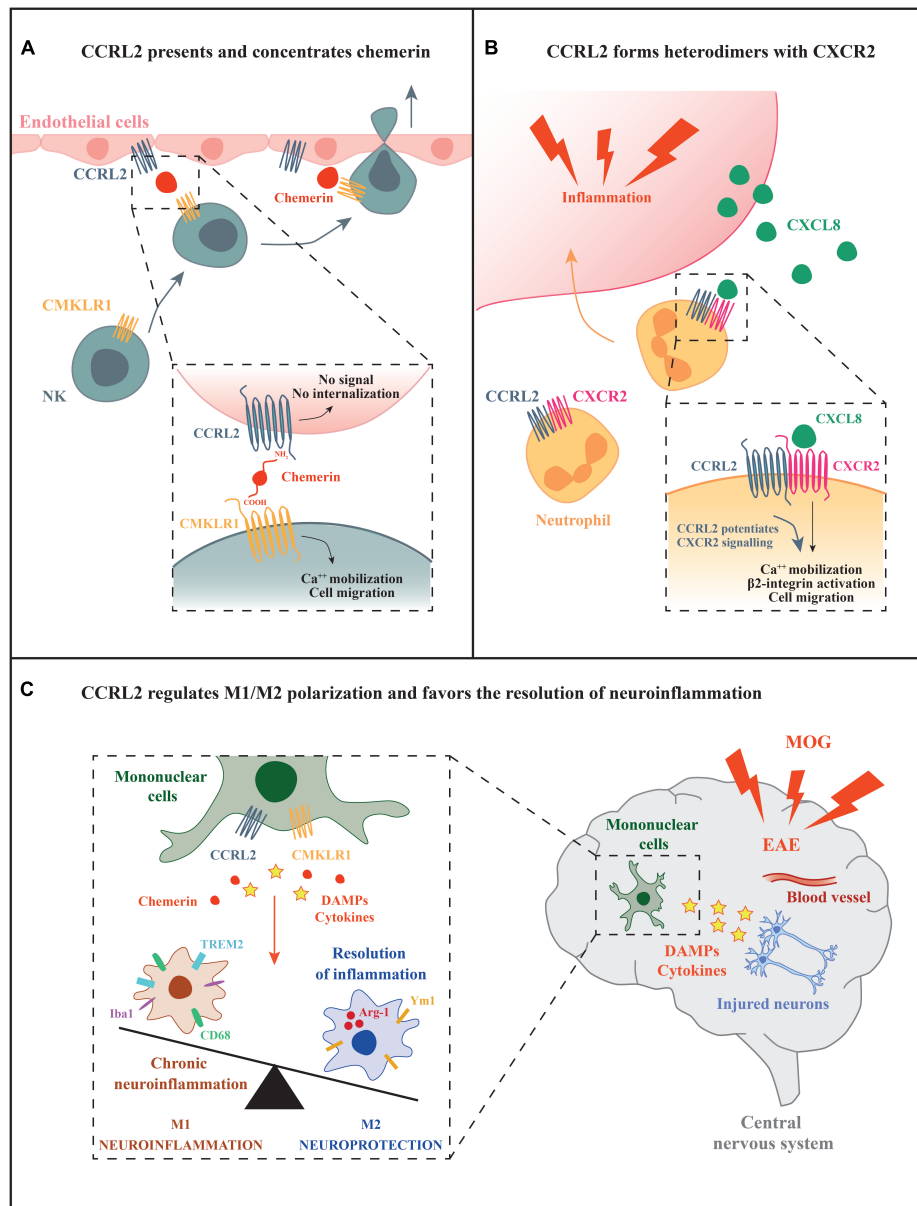 A
CCRL2 presents and concentrates chemerin
Endothelial cells
CCRL2
Chemerin
CMKLR1
NK
No signal
No internalization
CCRL2
NH₂
Chemerin
COOH
CMKLR1
Ca⁺⁺ mobilization
Cell migration
B
CCRL2 forms heterodimers with CXCR2
Inflammation
CXCL8
CCRL2
CXCR2
Neutrophil
CXCL8
CCRL2
CXCR2
CCRL2 potentiates
CXCR2 signalling
Ca⁺⁺ mobilization
β2-integrin activation
Cell migration
C
CCRL2 regulates M1/M2 polarization and favors the resolution of neuroinflammation
Mononuclear
cells
CCRL2
CMKLR1
Chemerin
DAMPs
Cytokines
TREM2
Iba1
CD68
Resolution
of inflammation
Ym1
Arg-1
Chronic
neuroinflammation
M1
NEUROINFLAMMATION
M2
NEUROPROTECTION
MOG
EAE
Mononuclear
cells
Blood vessel
DAMPs
Cytokines
Injured neurons
Central
nervous system